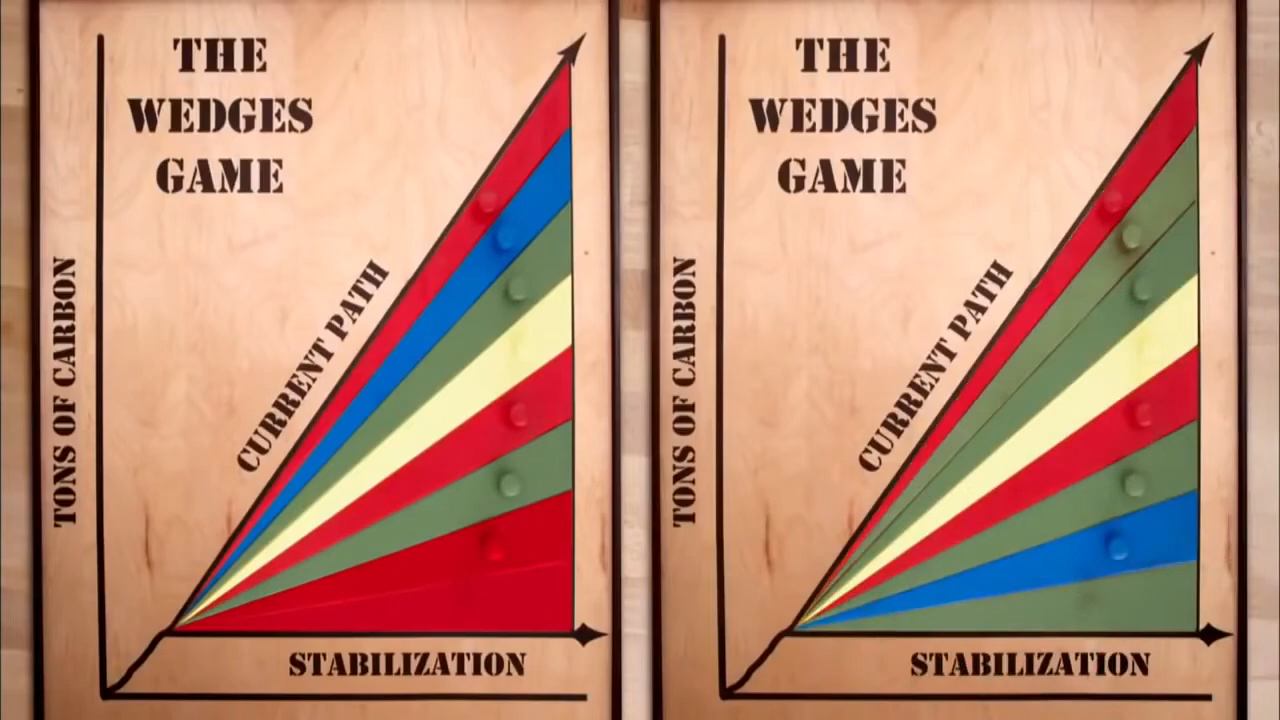 THE
WEDGES
GAME
TONS OF CARBON
CURRENT PATH
STABILIZATION
THE
WEDGES
GAME
TONS OF CARBON
CURRENT PATH
STABILIZATION